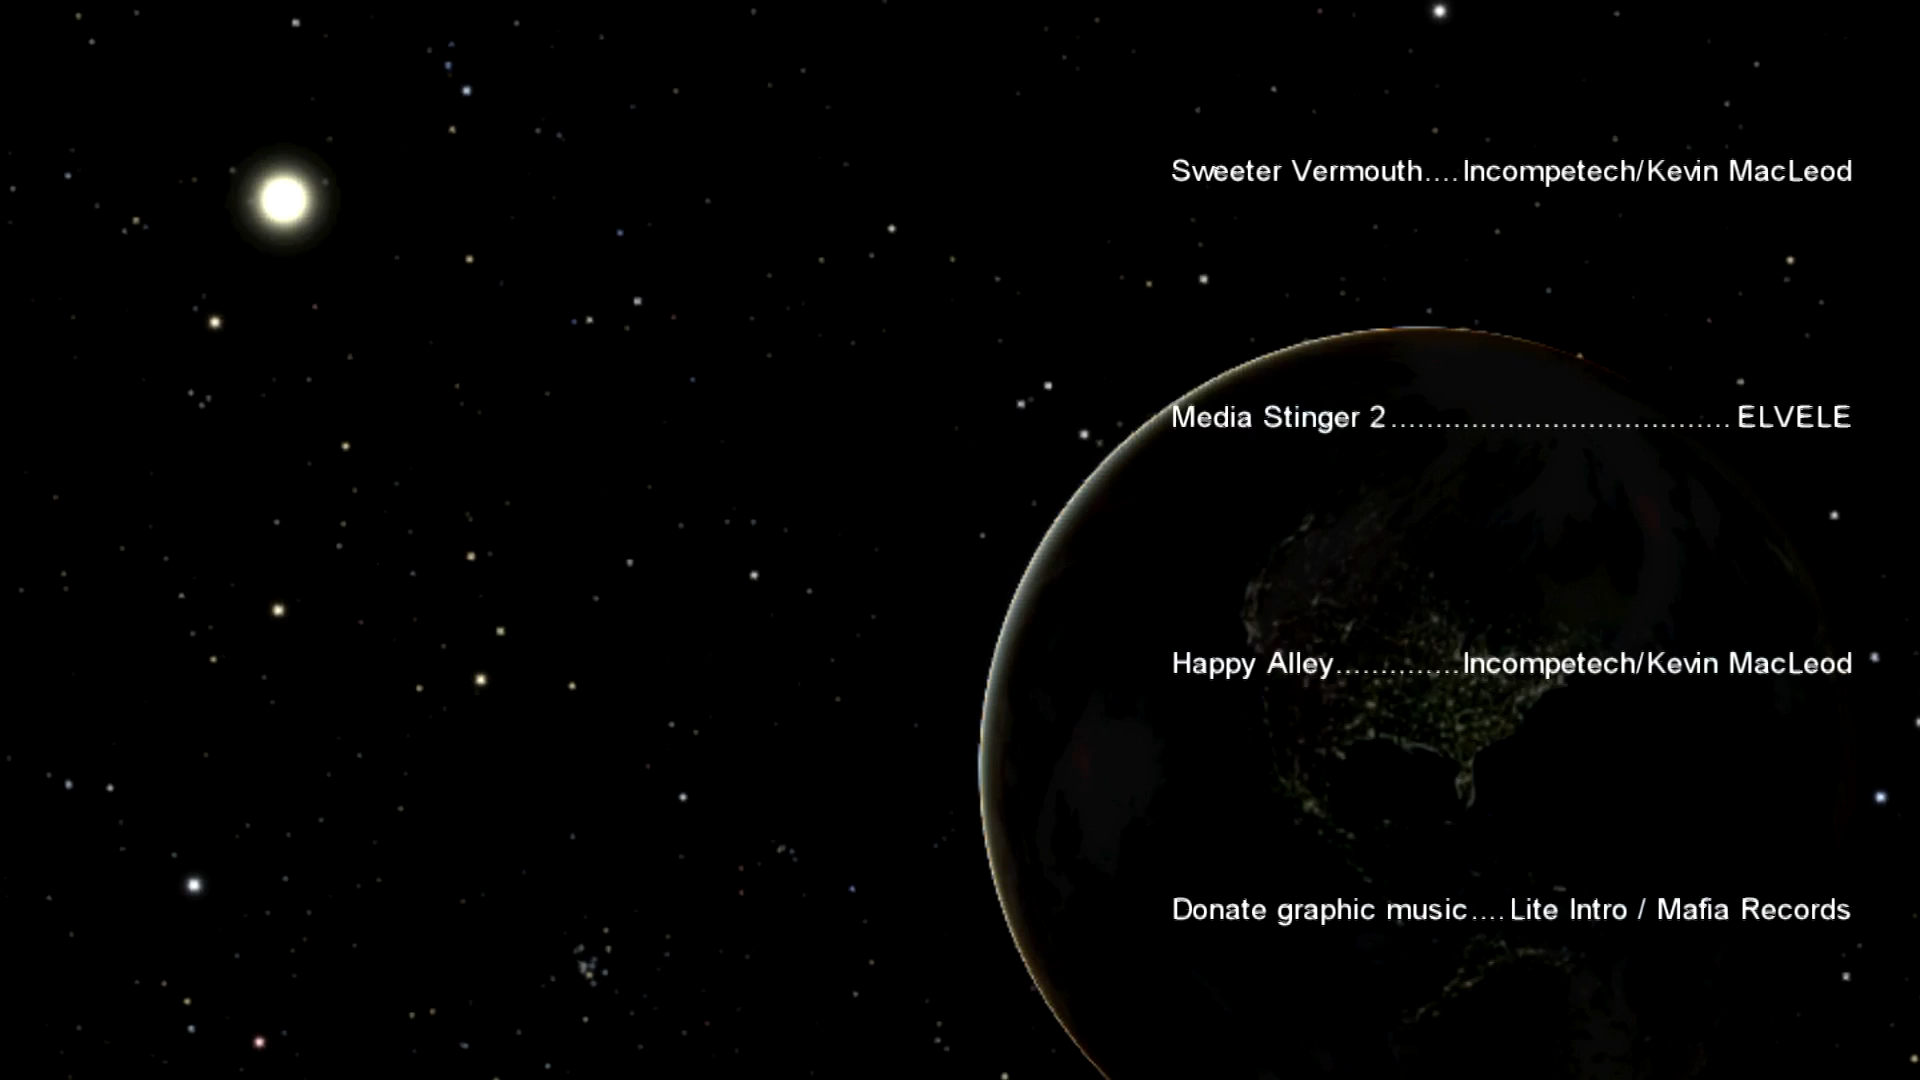 Sweeter Vermouth....Incompetech/Kevin MacLeod
Media Stinger 2......................................ELVELE
Happy Alley..............Incompetech/Kevin MacLeod
Donate graphic music....Lite Intro / Mafia Records